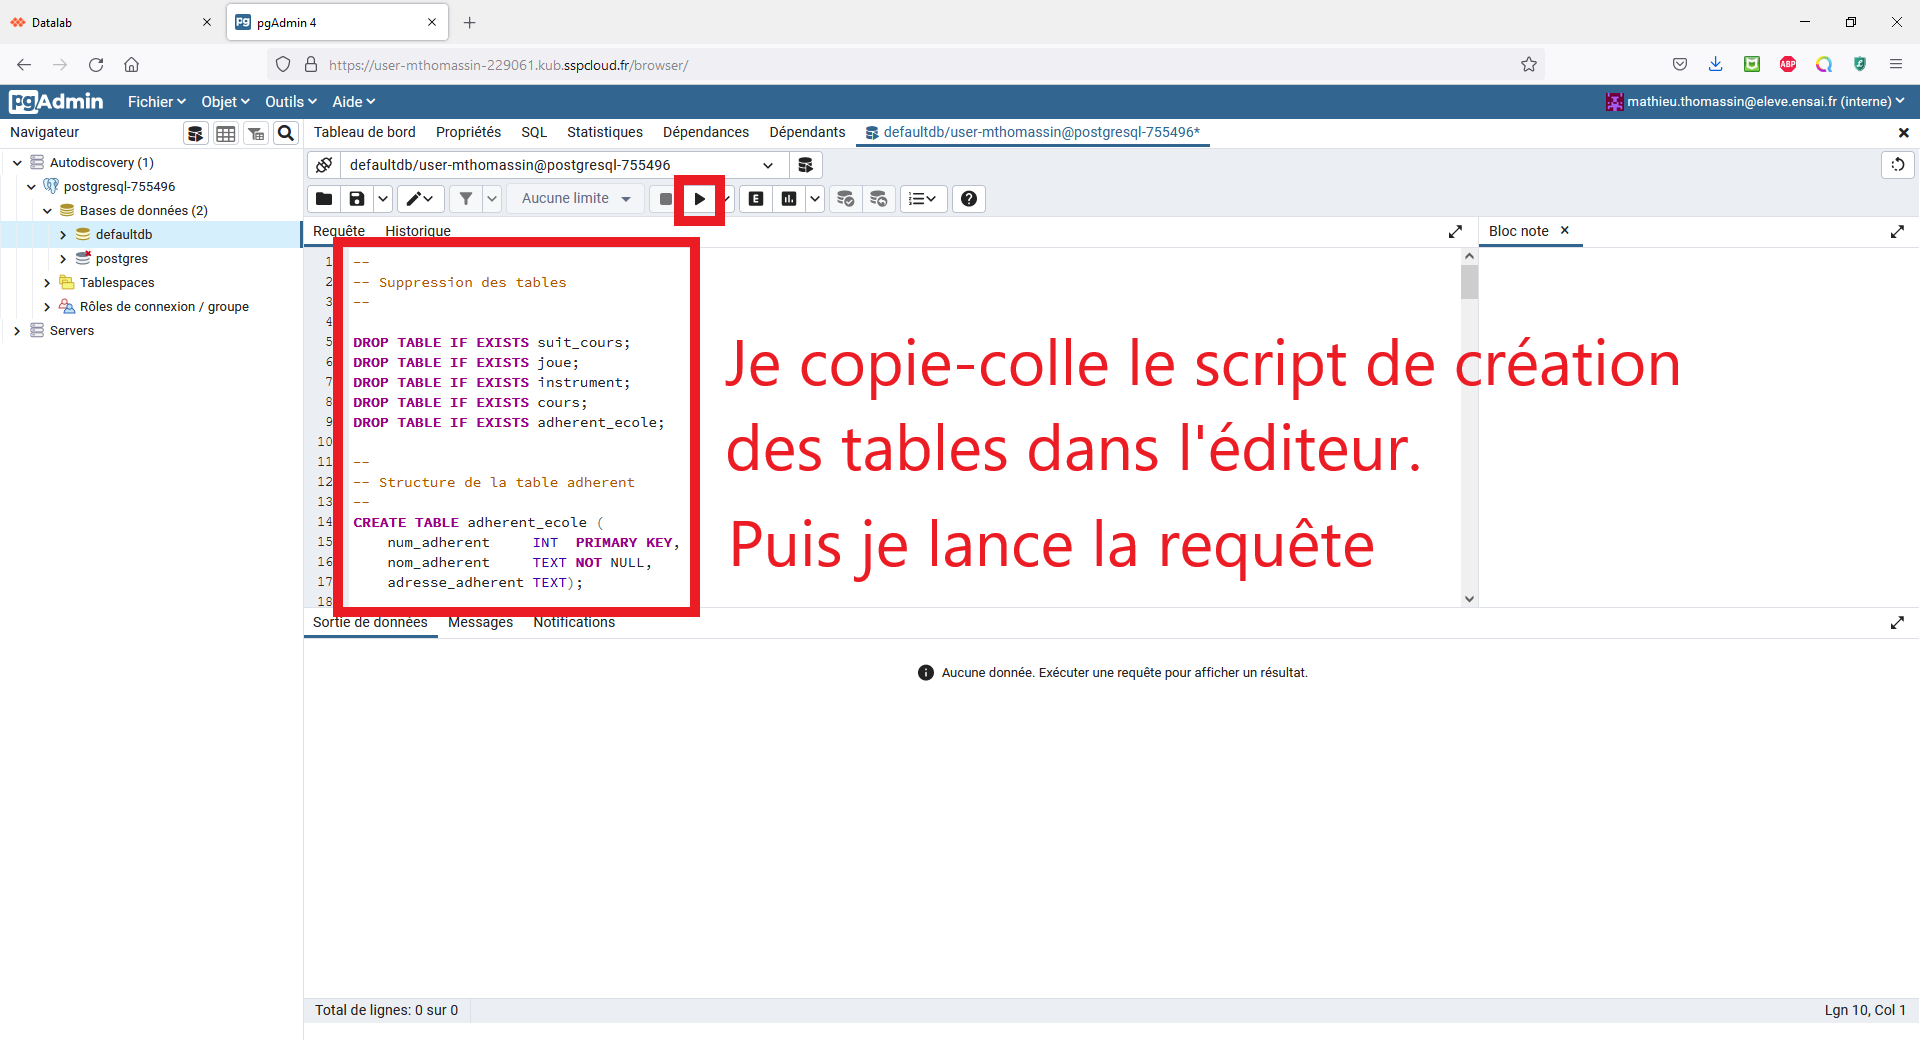 Datalab
pgAdmin 4
https://user-mthomassin-229061.kub.sspcloud.fr/browser/
pgAdmin
Fichier
Objet
Outils
Aide
mathieu.thomassin@eleve.ensai.fr (interne)
Navigateur
Tableau de bord
Propriétés
SQL
Statistiques
Dépendances
Dépendants
defaultdb/user-mthomassin@postgresql-755496*
Autodiscovery (1)
postgresql-755496
Bases de données (2)
defaultdb
postgres
Tablespaces
Rôles de connexion / groupe
Servers
defaultdb/user-mthomassin@postgresql-755496
Aucune limite
E
Requête
Historique
Bloc note
1 --
2 -- Suppression des tables
3 --
4
5 DROP TABLE IF EXISTS suit_cours;
6 DROP TABLE IF EXISTS joue;
7 DROP TABLE IF EXISTS instrument;
8 DROP TABLE IF EXISTS cours;
9 DROP TABLE IF EXISTS adherent_ecole;
10
11 --
12 -- Structure de la table adherent
13 --
14 CREATE TABLE adherent_ecole (
15 num_adherent INT PRIMARY KEY,
16 nom_adherent TEXT NOT NULL,
17 adresse_adherent TEXT);
18
Je copie-colle le script de création
des tables dans l'éditeur.
Puis je lance la requête
Sortie de données
Messages
Notifications
Aucune donnée. Exécuter une requête pour afficher un résultat.
Total de lignes: 0 sur 0
Lgn 10, Col 1
ABP